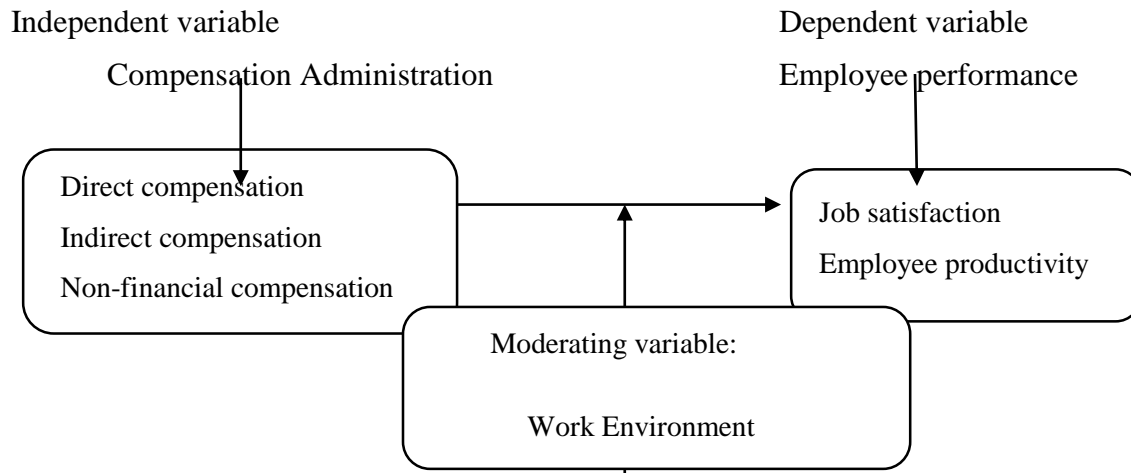 Independent variable
Dependent variable
Compensation Administration
Employee performance
Direct compensation
Indirect compensation
Non-financial compensation
Job satisfaction
Employee productivity
Moderating variable:
Work Environment